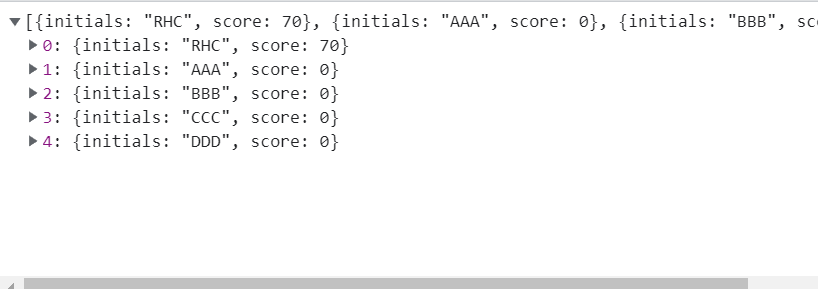 ▼[{initials: "RHC", score: 70}, {initials: "AAA", score: 0}, {initials: "BBB",
▶0: {initials: "RHC", score: 70}
▶1: {initials: "AAA", score: 0}
▶2: {initials: "BBB", score: 0}
▶3: {initials: "CCC", score: 0}
▶4: {initials: "DDD", score: 0}